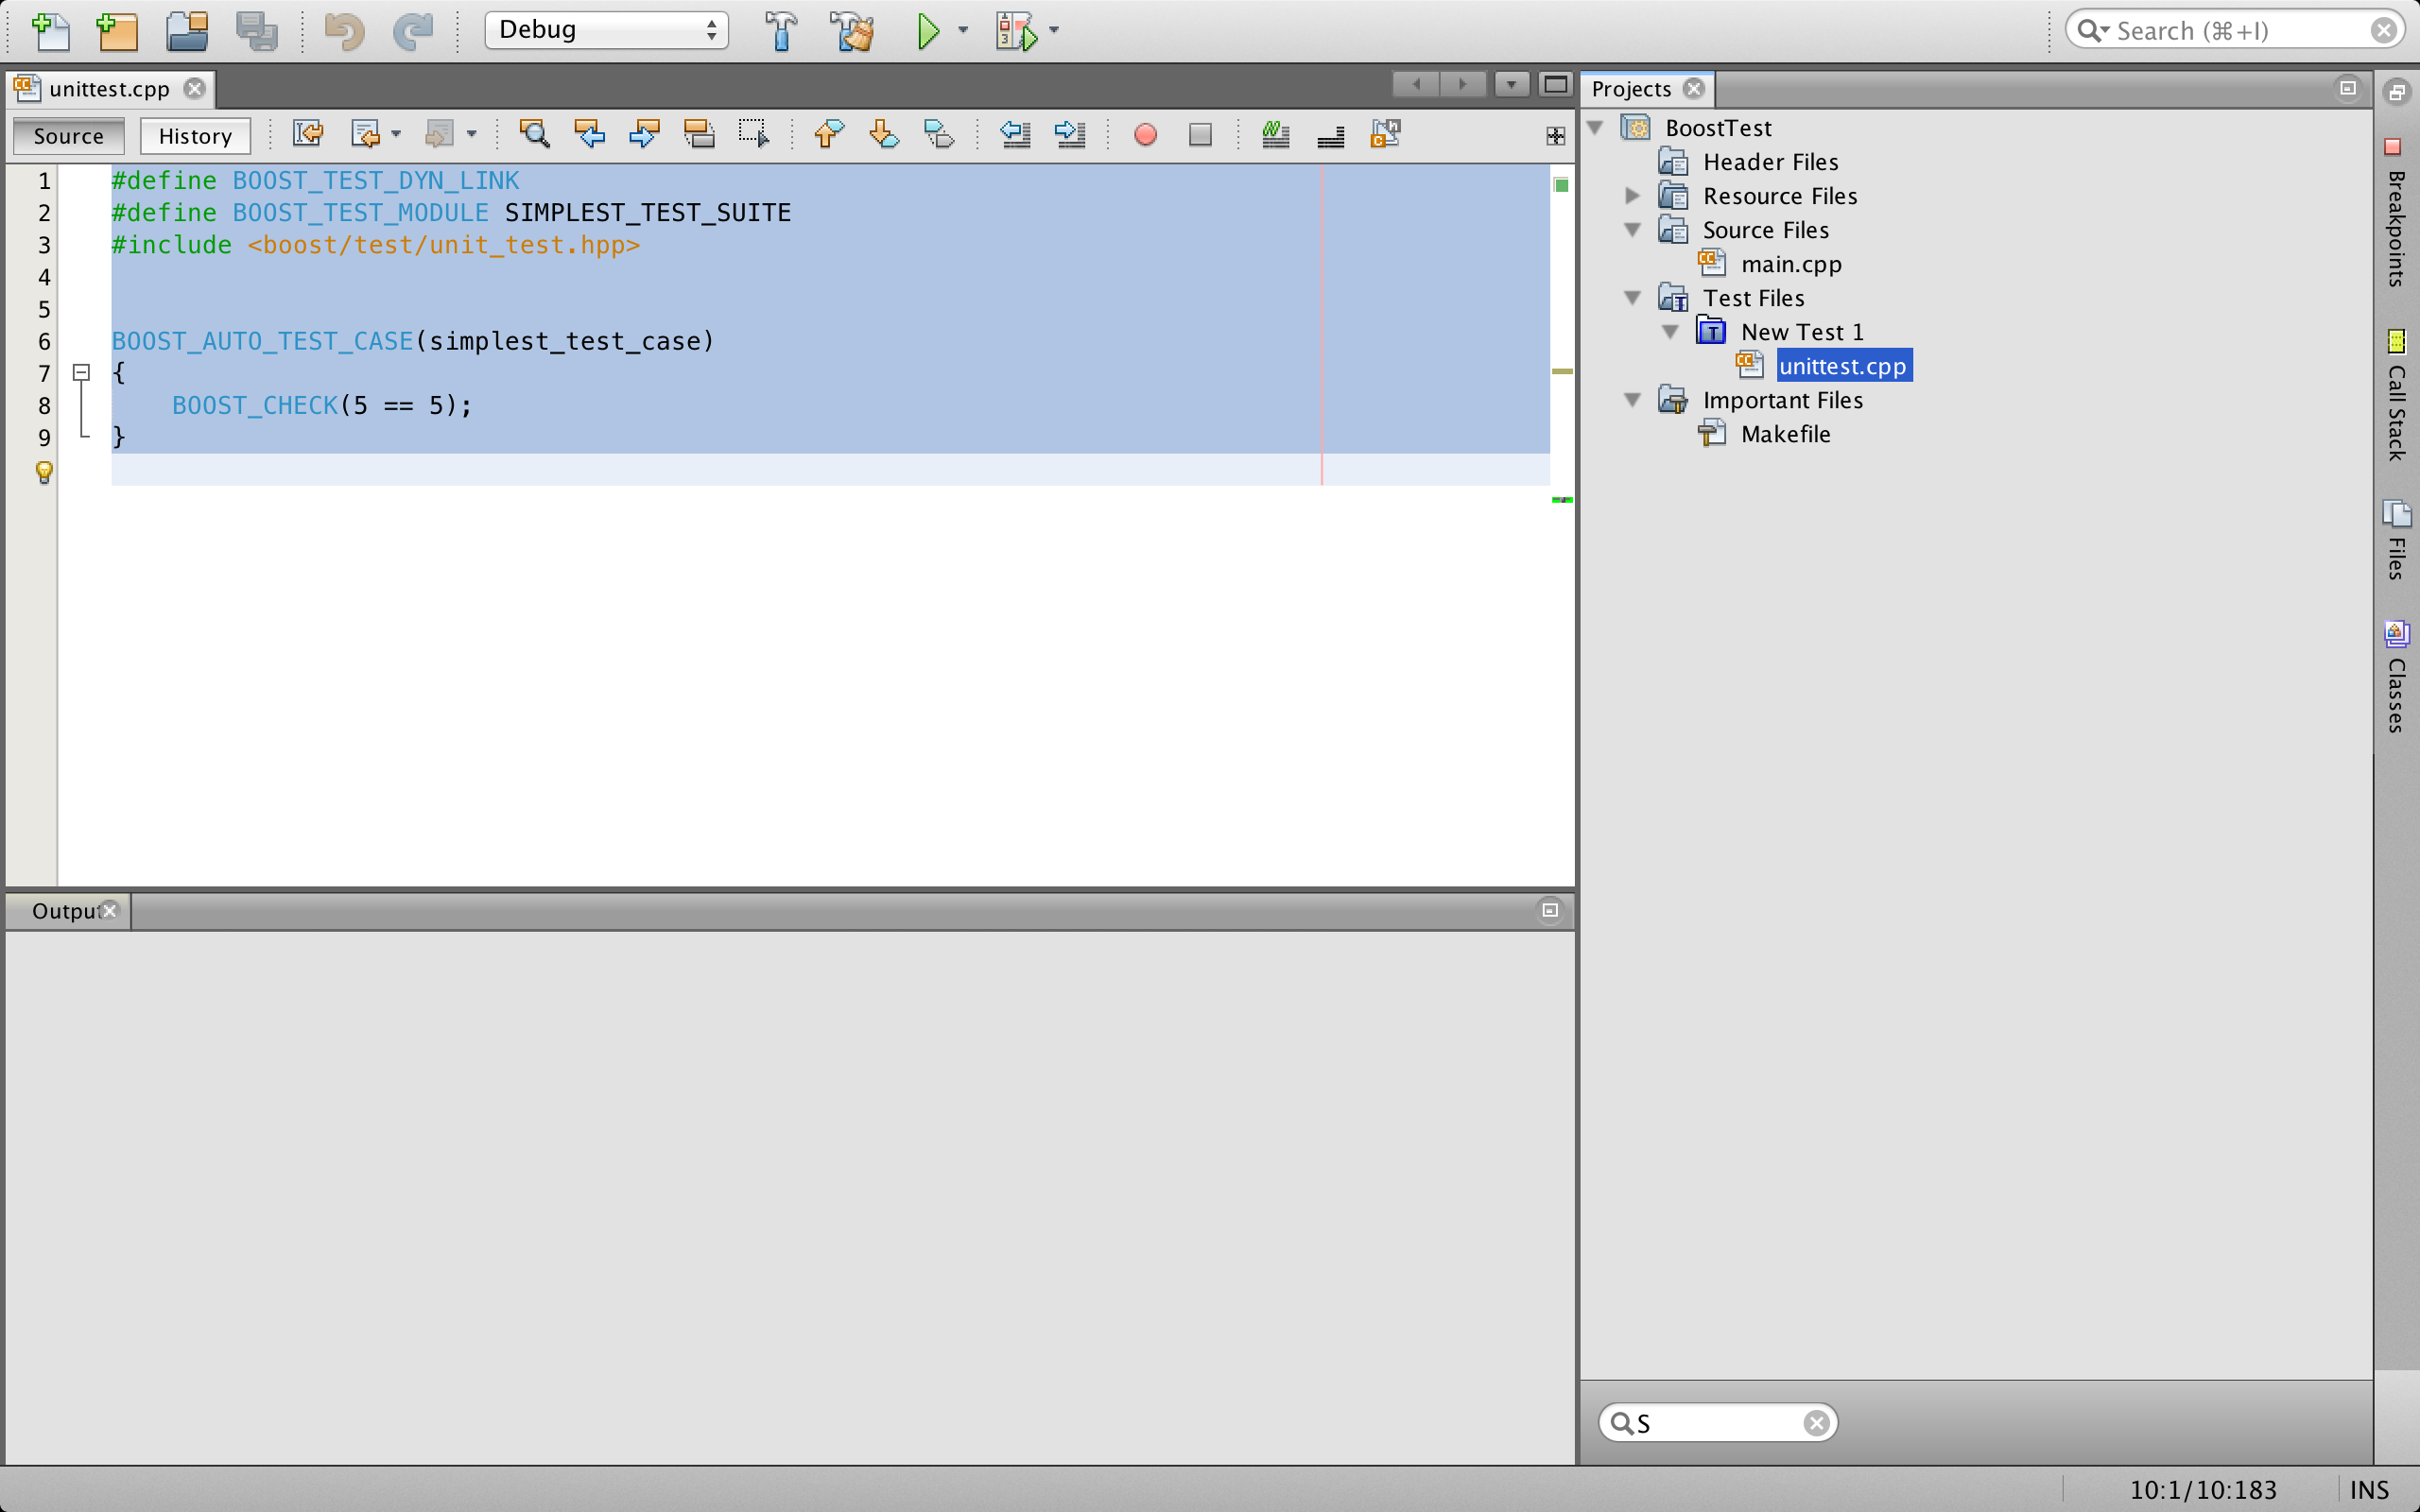 Debug
Search (⌘+I)
unittest.cpp
Source
History
1 #define BOOST_TEST_DYN_LINK
2 #define BOOST_TEST_MODULE SIMPLEST_TEST_SUITE
3 #include <boost/test/unit_test.hpp>
4
5
6 BOOST_AUTO_TEST_CASE(simplest_test_case)
7 {
8     BOOST_CHECK(5 == 5);
9 }
Output
Projects
BoostTest
Header Files
Resource Files
Source Files
main.cpp
Test Files
New Test 1
unittest.cpp
Important Files
Makefile
S
Breakpoints
Call Stack
Files
Classes
10:1/10:183
INS